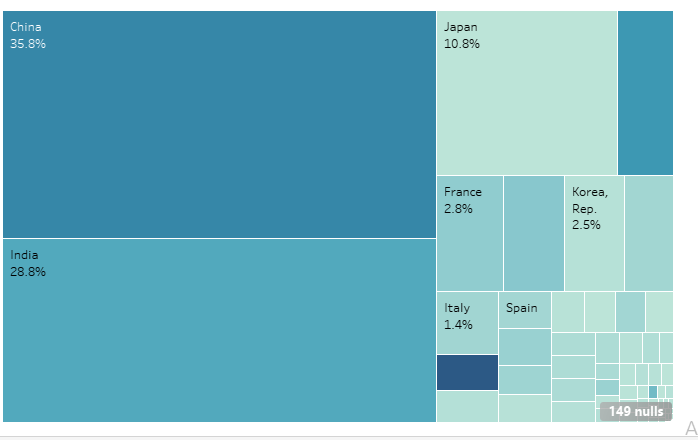 China
35.8%
Japan
10.8%
France
2.8%
Korea,
Rep.
2.5%
India
28.8%
Italy
1.4%
Spain
149 nulls
A